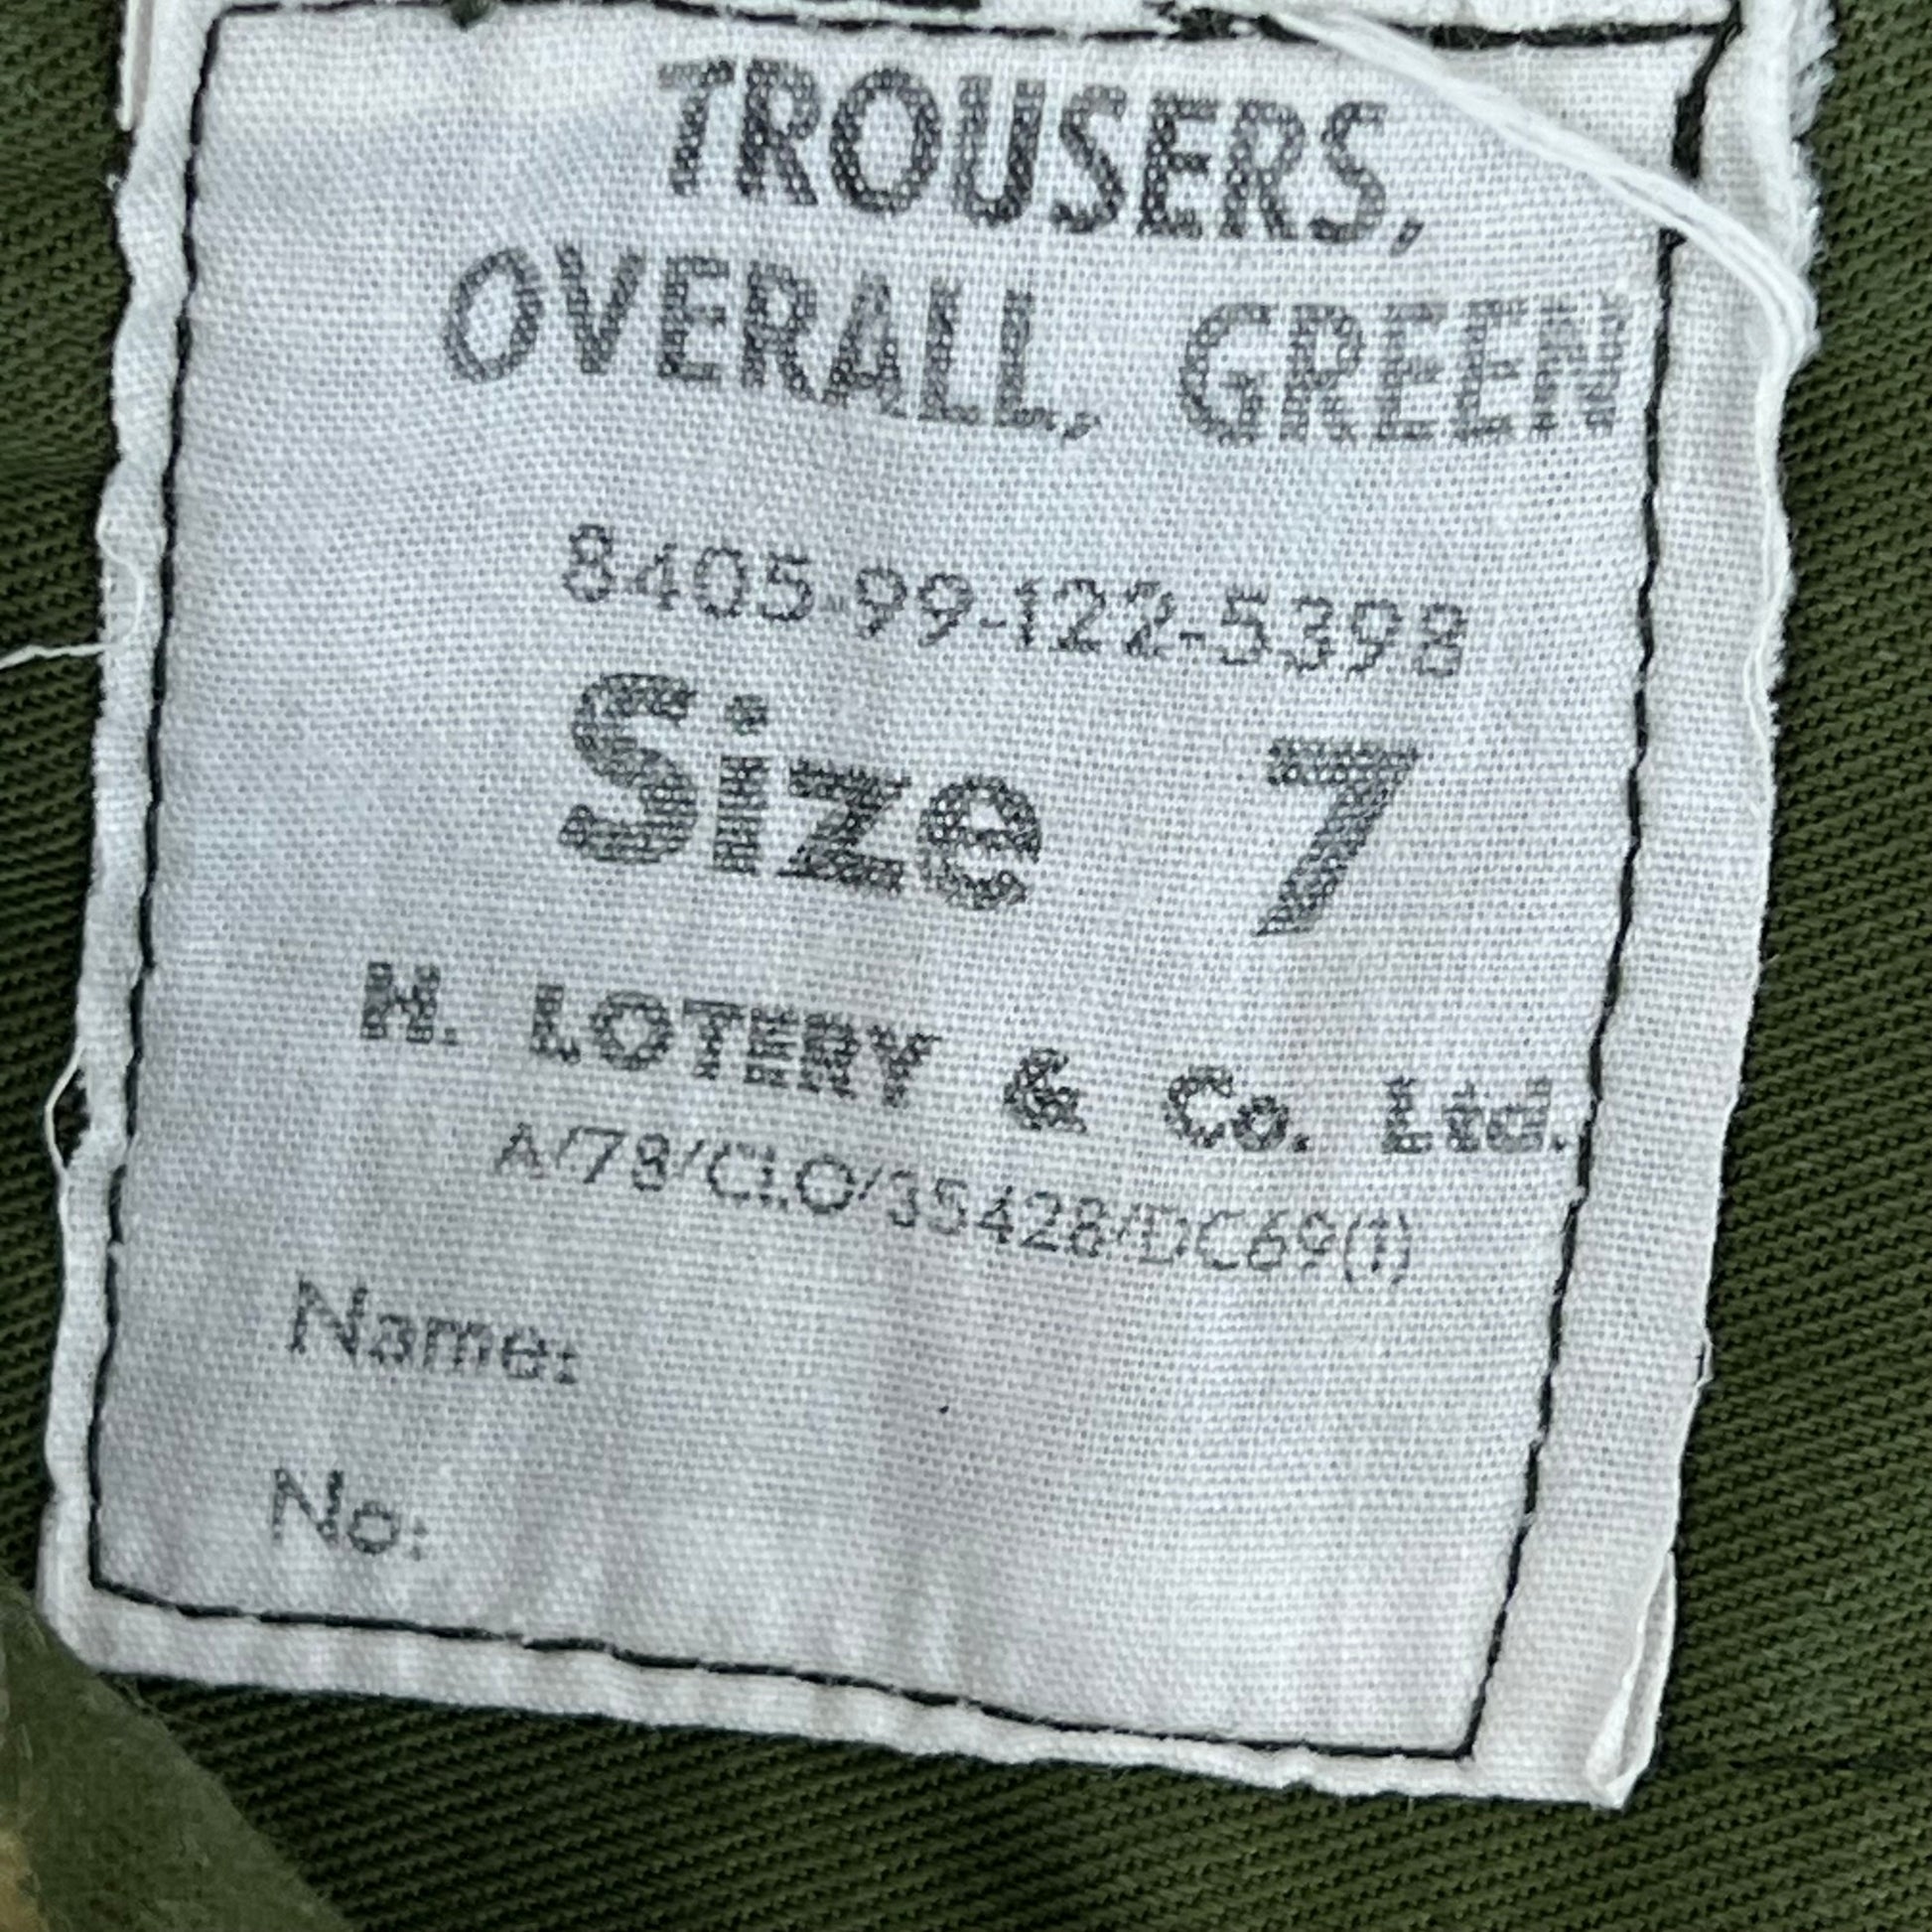 TROUSERS,
OVERALL, GREEN
8405-99-122-5398
Size 7
H. LOTERY & Co. Ltd.
A/78/CLO/35428/DC69(1)
Name:
No: